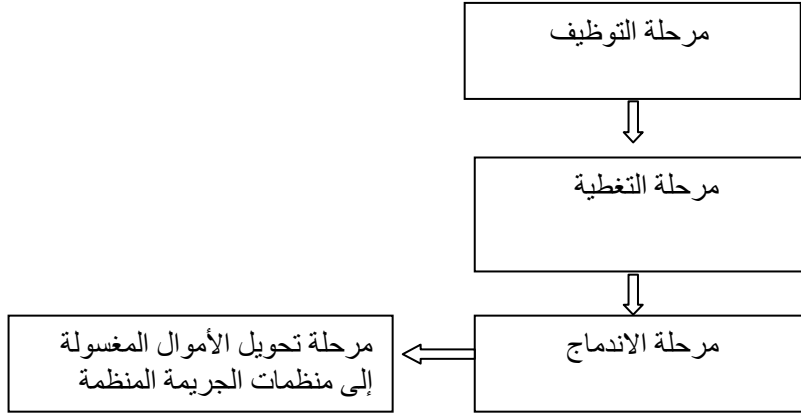 مرحلة التوظيف
مرحلة التغطية
مرحلة الاندماج
مرحلة تحويل الأموال المغسولة
إلى منظمات الجريمة المنظمة